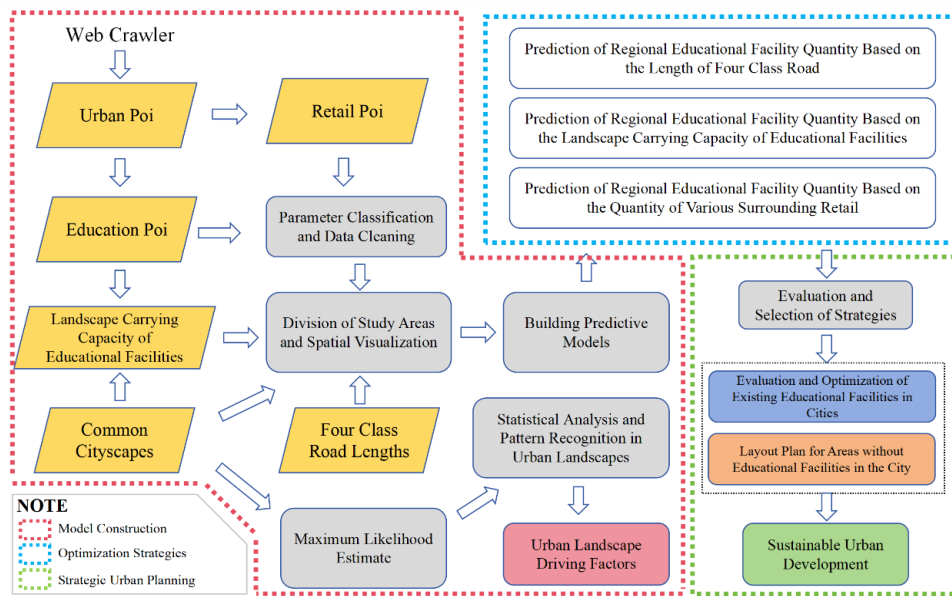 Web Crawler
Urban Poi
Retail Poi
Education Poi
Parameter Classification
and Data Cleaning
Landscape Carrying
Capacity of
Educational Facilities
Division of Study Areas
and Spatial Visualization
Building Predictive
Models
Common
Cityscapes
Four Class
Road Lengths
Statistical Analysis and
Pattern Recognition in
Urban Landscapes
Maximum Likelihood
Estimate
Urban Landscape
Driving Factors
Prediction of Regional Educational Facility Quantity Based on
the Length of Four Class Road
Prediction of Regional Educational Facility Quantity Based on
the Landscape Carrying Capacity of Educational Facilities
Prediction of Regional Educational Facility Quantity Based on
the Quantity of Various Surrounding Retail
Evaluation and
Selection of Strategies
Evaluation and Optimization of
Existing Educational Facilities in
Cities
Layout Plan for Areas without
Educational Facilities in the City
Sustainable Urban
Development
NOTE
Model Construction
Optimization Strategies
Strategic Urban Planning